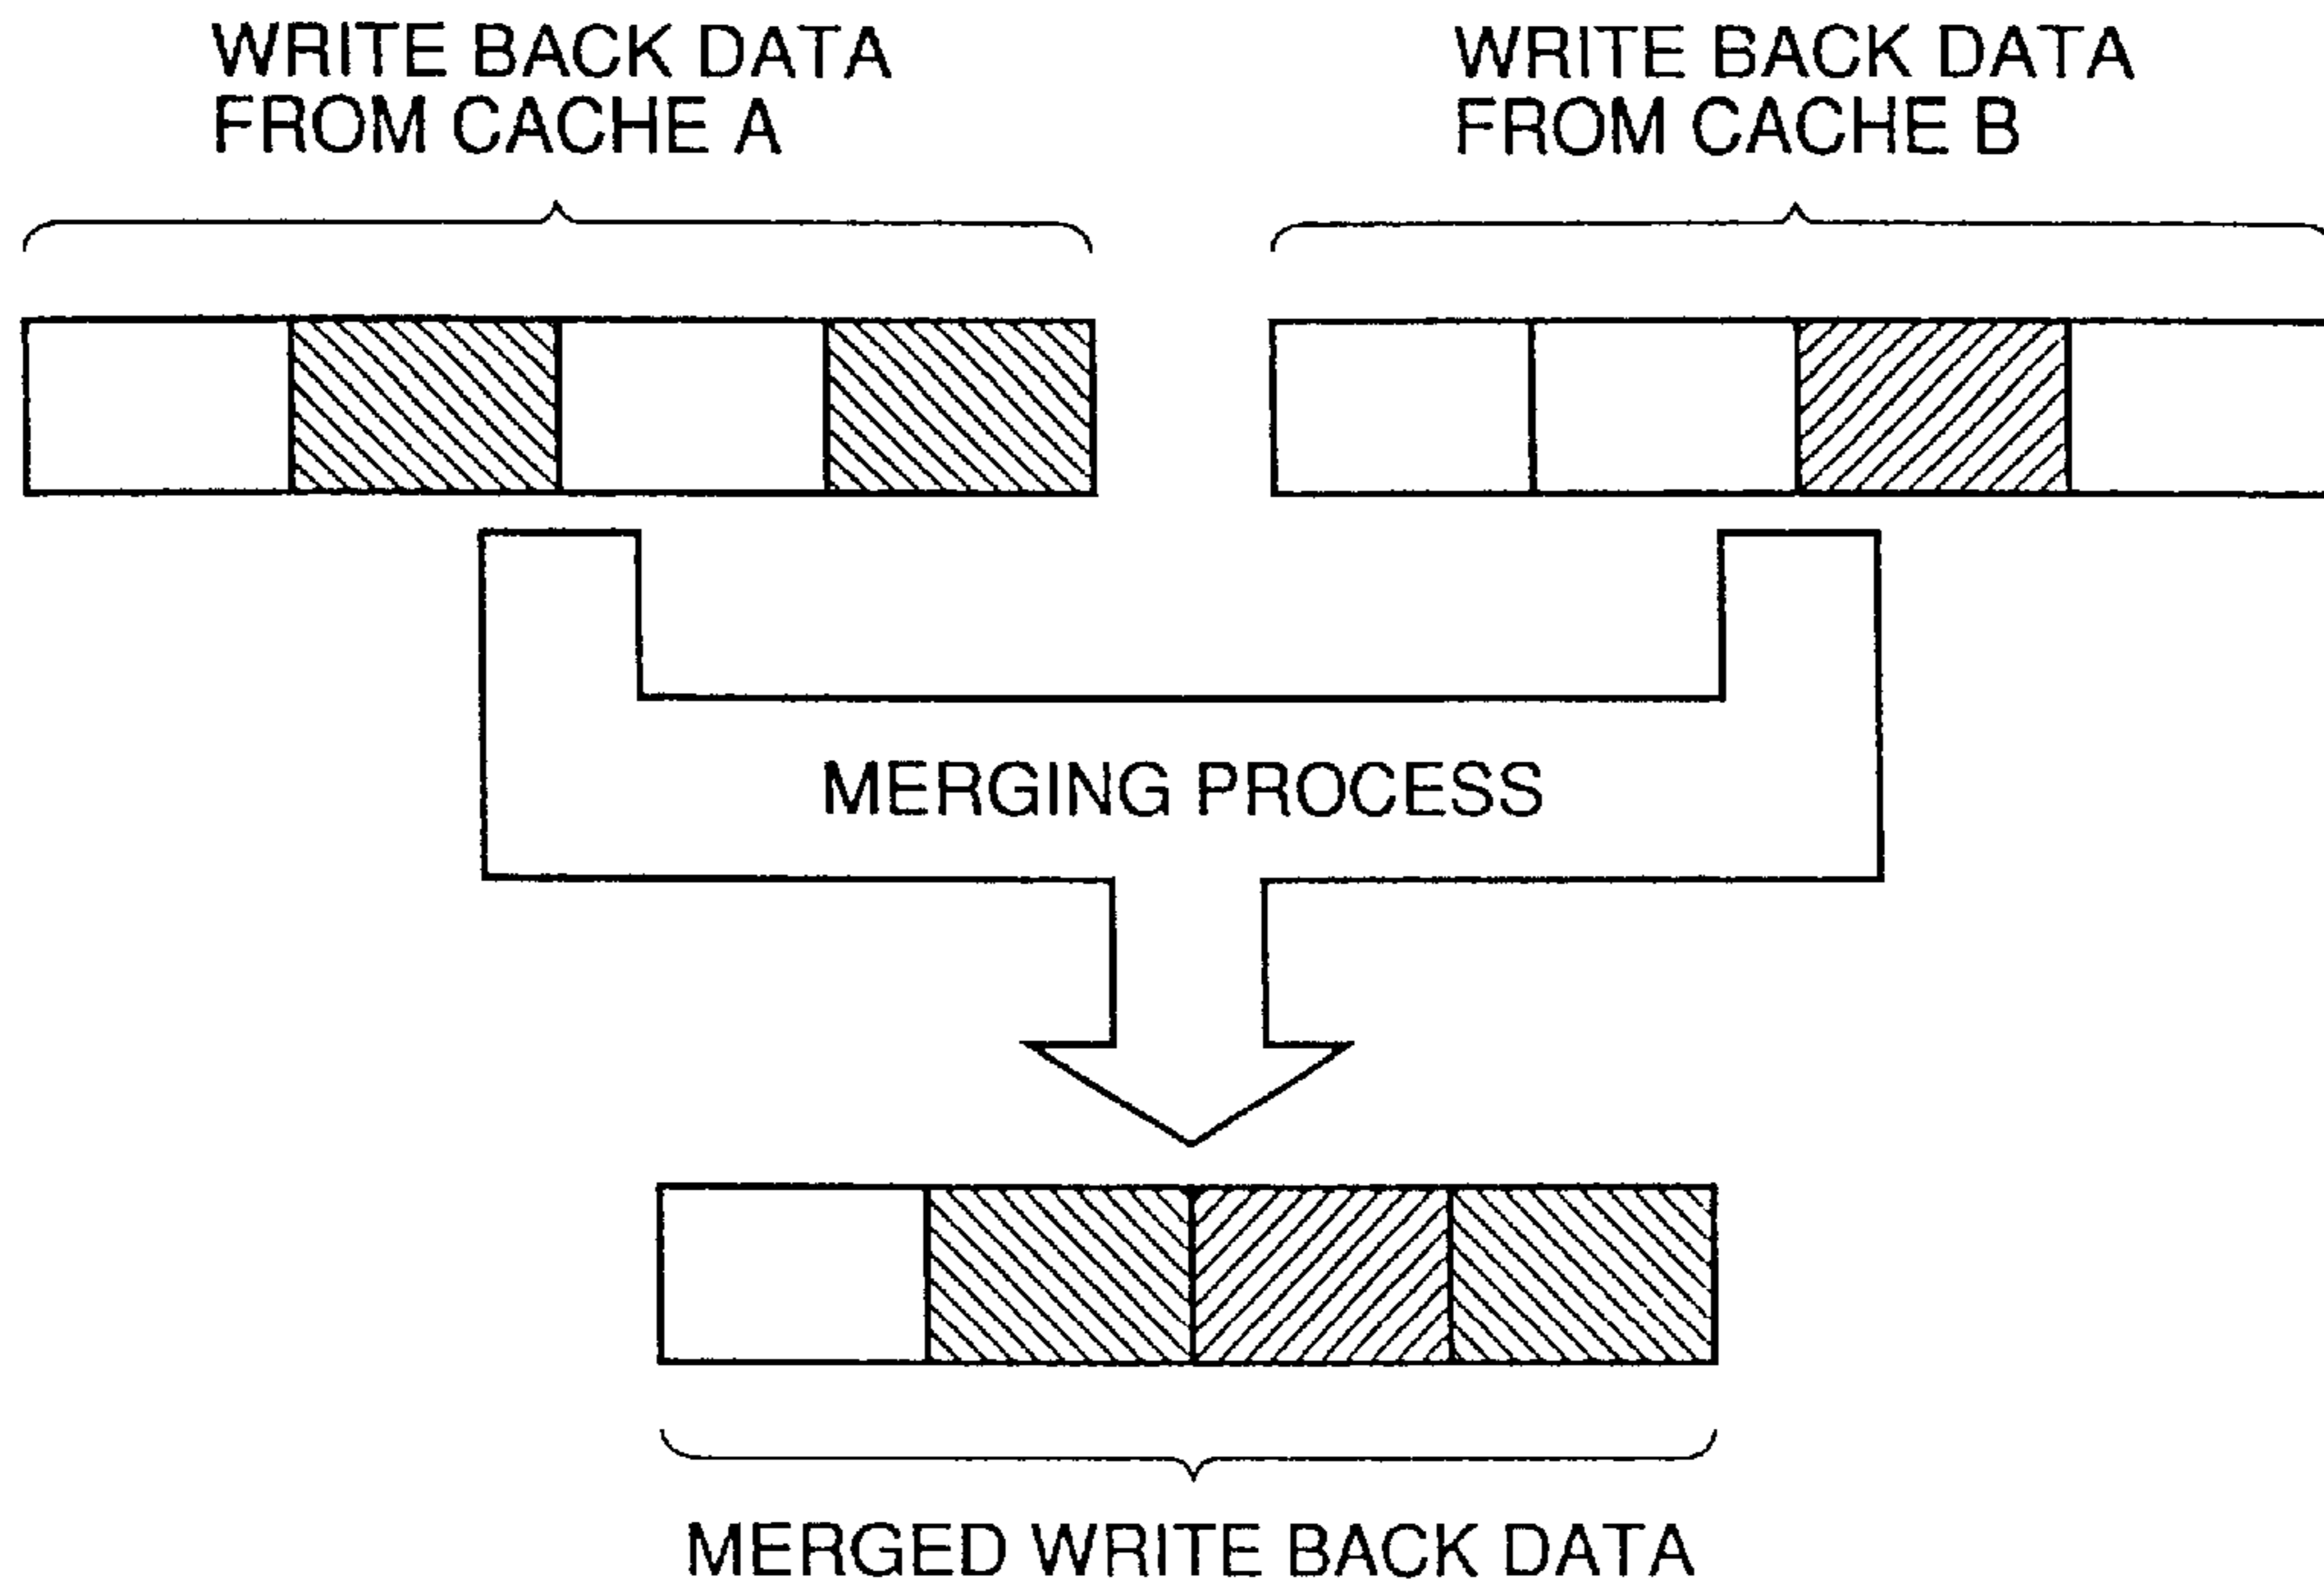 WRITE BACK DATA
FROM CACHE A
WRITE BACK DATA
FROM CACHE B
MERGING PROCESS
MERGED WRITE BACK DATA